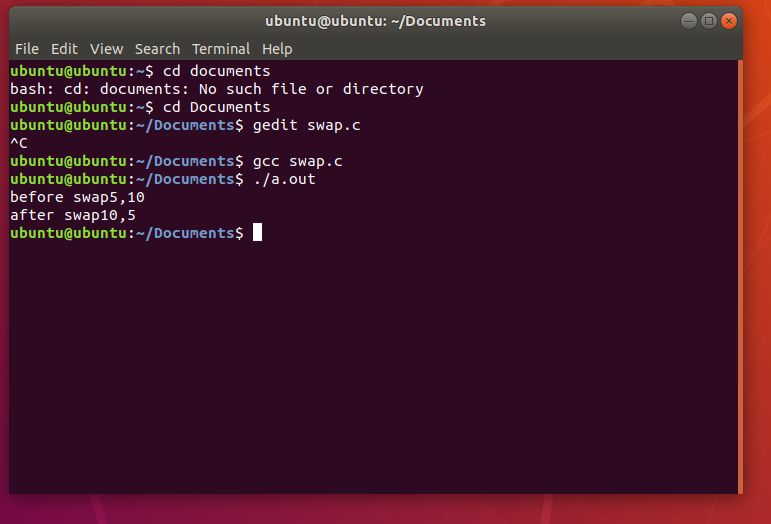 ubuntu@ubuntu: ~/Documents
File Edit View Search Terminal Help
ubuntu@ubuntu:~$ cd documents
bash: cd: documents: No such file or directory
ubuntu@ubuntu:~$ cd Documents
ubuntu@ubuntu:~/Documents$ gedit swap.c
^C
ubuntu@ubuntu:~/Documents$ gcc swap.c
ubuntu@ubuntu:~/Documents$ ./a.out
before swap5,10
after swap10,5
ubuntu@ubuntu:~/Documents$